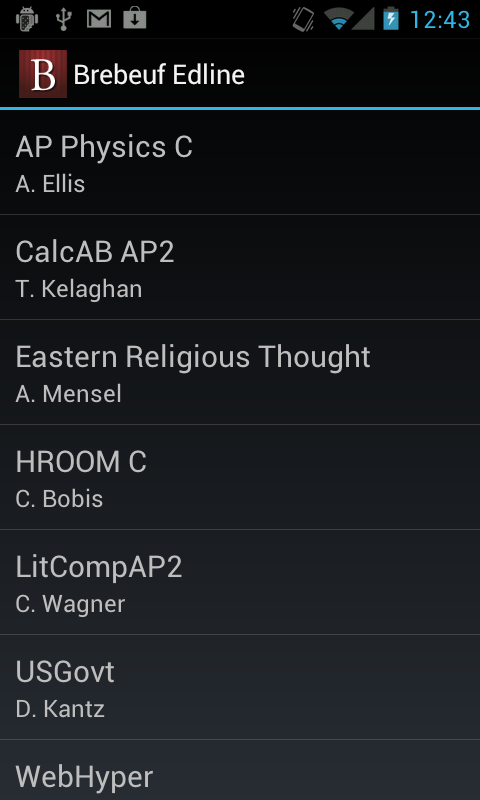 12:43
B Brebeuf Edline
AP Physics C
A. Ellis
CalcAB AP2
T. Kelaghan
Eastern Religious Thought
A. Mensel
HROOM C
C. Bobis
LitCompAP2
C. Wagner
USGovt
D. Kantz
WebHyper